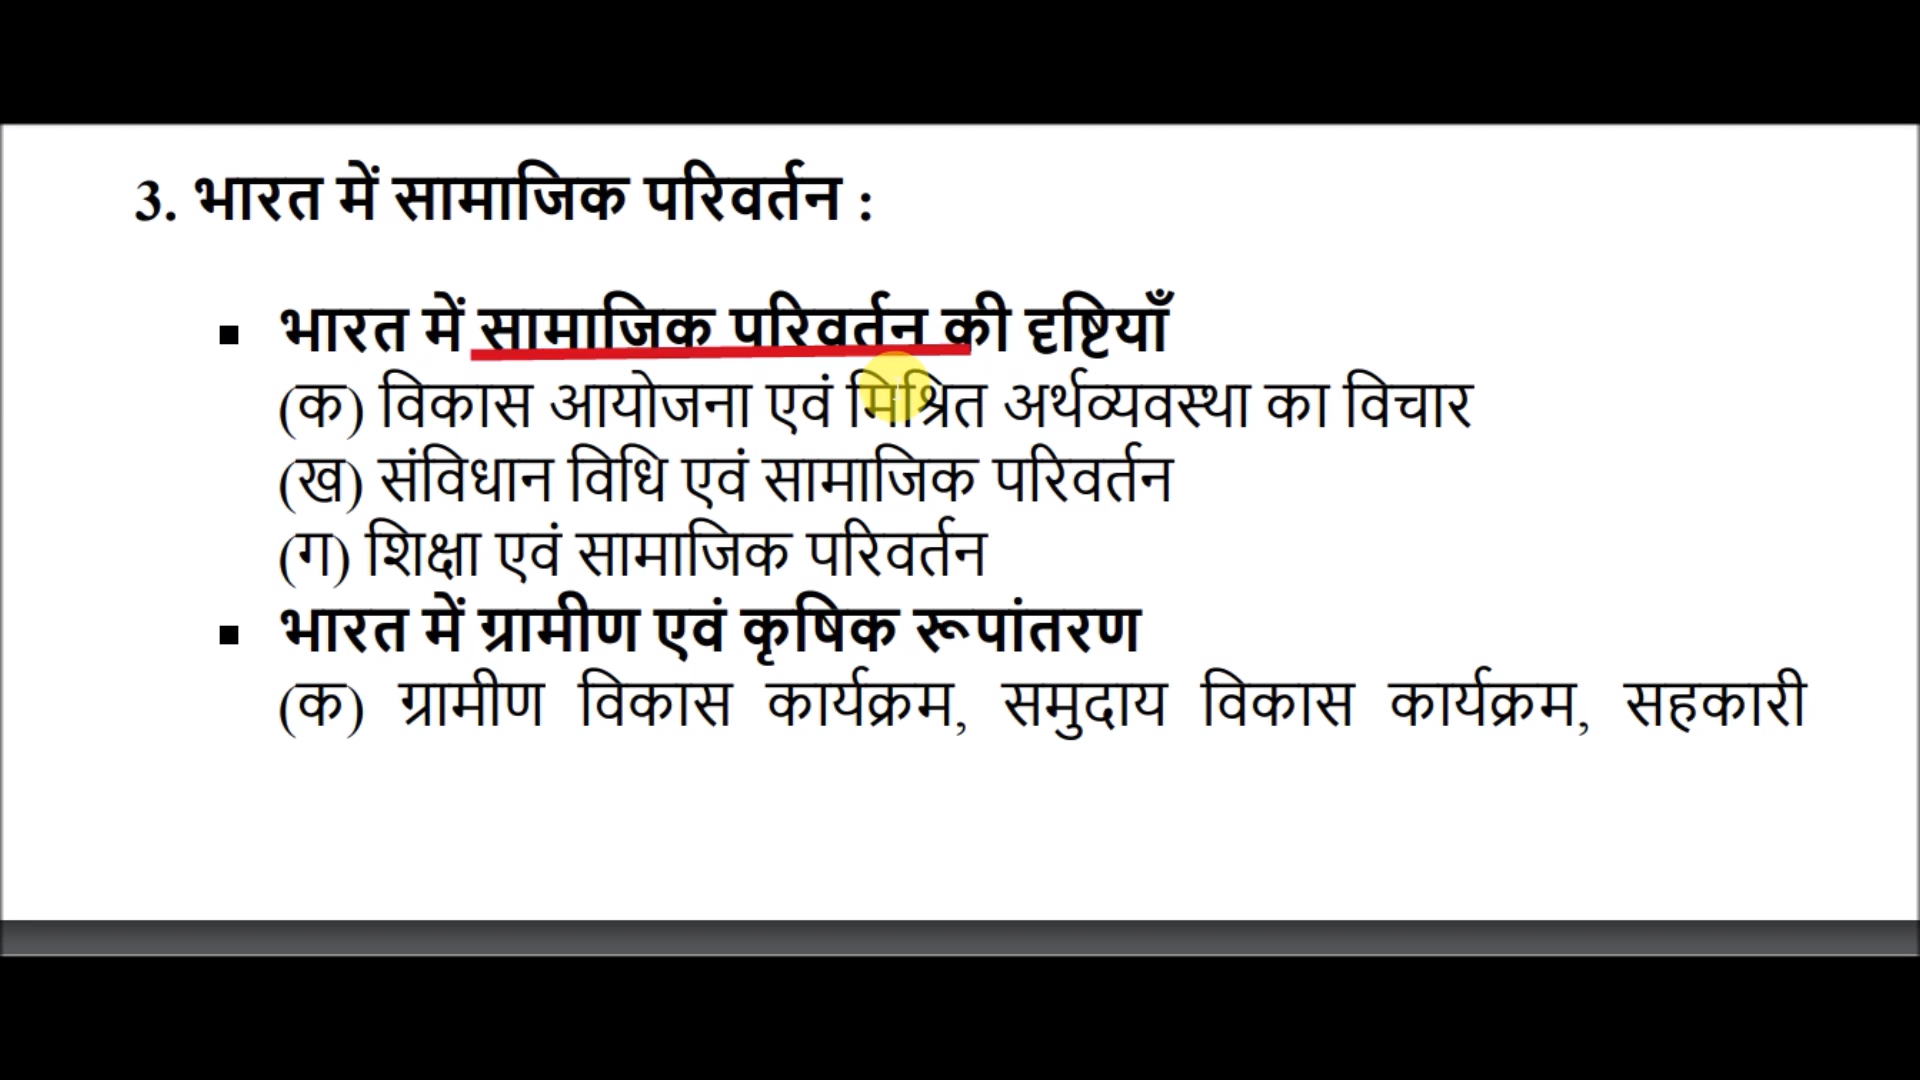 3. भारत में सामाजिक परिवर्तन :
▪ भारत में सामाजिक परिवर्तन की दृष्टियाँ
(क) विकास आयोजना एवं मिश्रित अर्थव्यवस्था का विचार
(ख) संविधान विधि एवं सामाजिक परिवर्तन
(ग) शिक्षा एवं सामाजिक परिवर्तन
▪ भारत में ग्रामीण एवं कृषिक रूपांतरण
(क) ग्रामीण विकास कार्यक्रम, समुदाय विकास कार्यक्रम, सहकारी